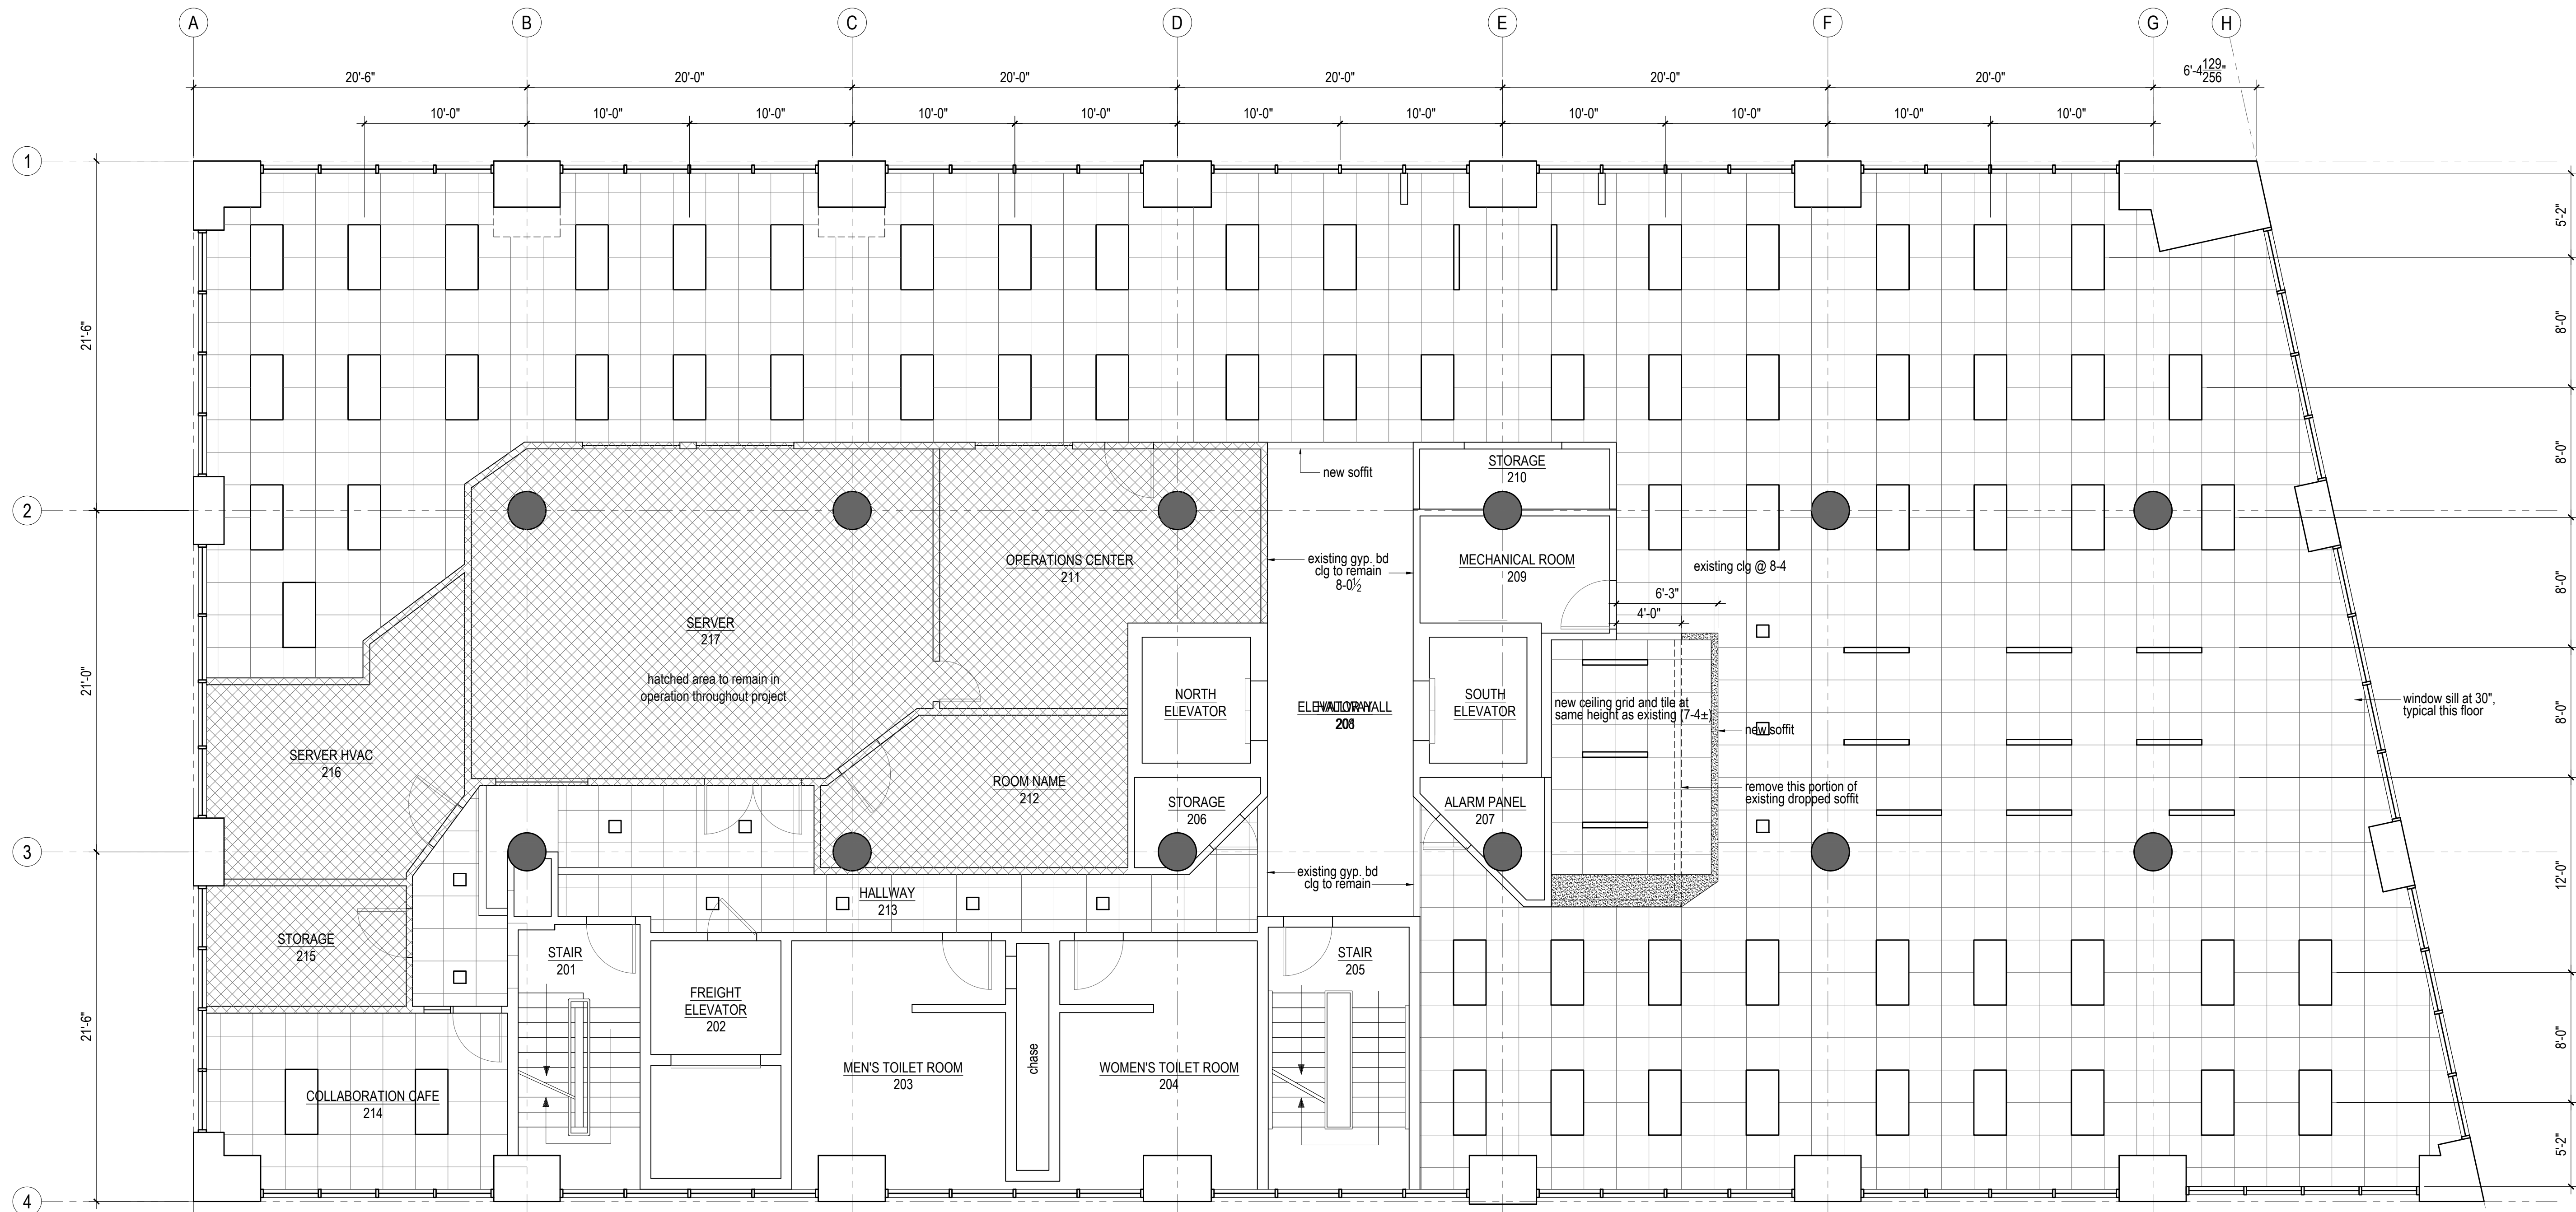 A B C D E F G H
20'-6" 20'-0" 20'-0" 20'-0" 20'-0" 20'-0" 6'-4 129/256"
10'-0" 10'-0" 10'-0" 10'-0" 10'-0" 10'-0" 10'-0" 10'-0" 10'-0" 10'-0" 10'-0"
1
2
3
4
21'-6"
21'-0"
21'-6"
5'-2"
8'-0"
8'-0"
8'-0"
8'-0"
12'-0"
8'-0"
5'-2"
new soffit
STORAGE
210
existing gyp. bd
clg to remain
8-0½
OPERATIONS CENTER
211
MECHANICAL ROOM
209
existing clg @ 8-4
6'-3"
4'-0"
SERVER
217
hatched area to remain in
operation throughout project
NORTH
ELEVATOR
ELEVATOR HALL
208
HALLWAY
SOUTH
ELEVATOR
new ceiling grid and tile at
same height as existing (7-4±)
new soffit
window sill at 30",
typical this floor
SERVER HVAC
216
ROOM NAME
212
STORAGE
206
ALARM PANEL
207
remove this portion of
existing dropped soffit
existing gyp. bd
clg to remain
HALLWAY
213
STORAGE
215
STAIR
201
FREIGHT
ELEVATOR
202
STAIR
205
MEN'S TOILET ROOM
203
chase
WOMEN'S TOILET ROOM
204
COLLABORATION CAFE
214